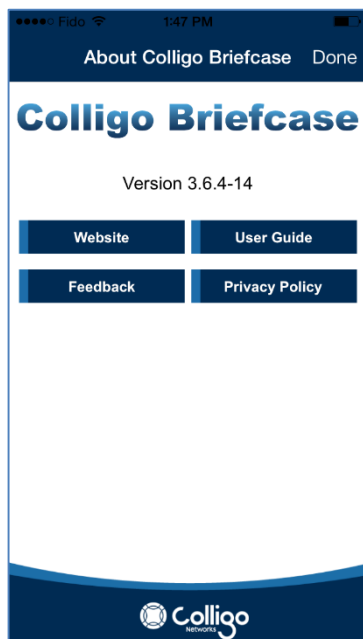 Fido 1:47 PM
About Colligo Briefcase Done
Colligo Briefcase
Version 3.6.4-14
Website User Guide
Feedback Privacy Policy
Colligo
Networks